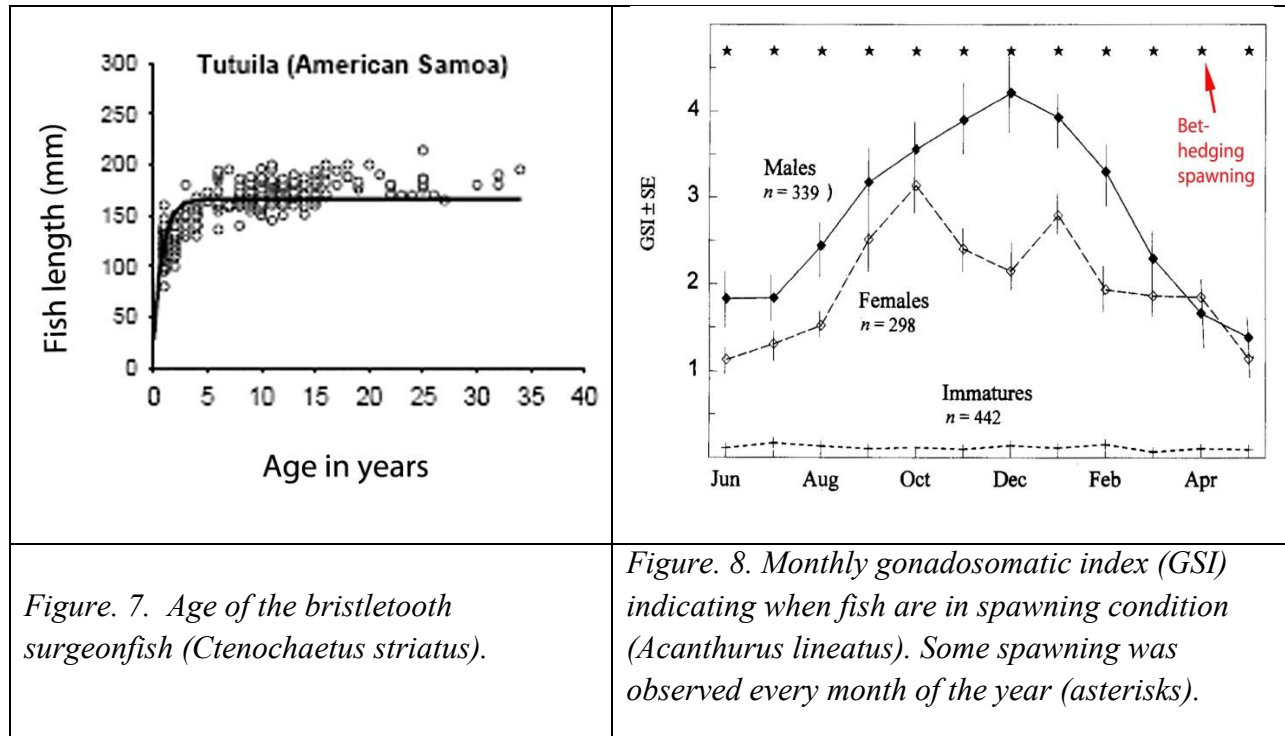 Tutuila (American Samoa)
300
250
200
150
100
50
0
Fish length (mm)
0 5 10 15 20 25 30 35 40
Age in years
Bet-
hedging
spawning
4
3
2
1
GSI ± SE
Males
n = 339 )
Females
n = 298
Immatures
n = 442
Jun Aug Oct Dec Feb Apr
Figure. 7. Age of the bristletooth
surgeonfish (Ctenochaetus striatus).
Figure. 8. Monthly gonadosomatic index (GSI)
indicating when fish are in spawning condition
(Acanthurus lineatus). Some spawning was
observed every month of the year (asterisks).